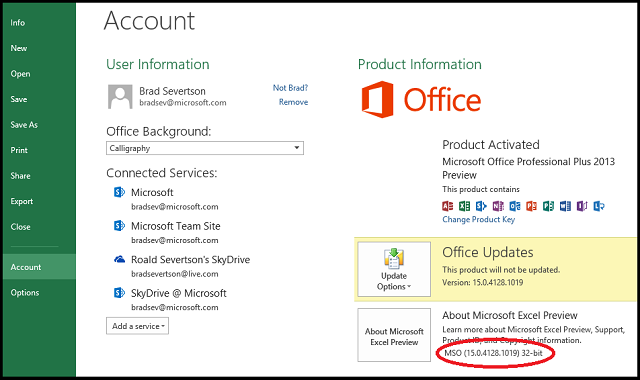 Info
New
Open
Save
Save As
Print
Share
Export
Close
Account
Options
Account
User Information
Brad Severtson
bradsev@microsoft.com
Not Brad?
Remove
Office Background:
Calligraphy
Connected Services:
Microsoft
bradsev@microsoft.com
Microsoft Team Site
bradsev@microsoft.com
Roald Severtson's SkyDrive
bradsevertson@live.com
SkyDrive @ Microsoft
bradsev@microsoft.com
Add a service
Product Information
Office
Product Activated
Microsoft Office Professional Plus 2013
Preview
This product contains
Change Product Key
Update
Options
Office Updates
This product will not be updated.
Version: 15.0.4128.1019
About Microsoft
Excel Preview
About Microsoft Excel Preview
Learn more about Microsoft Excel Preview, Support,
Product ID, and Copyright information.
MSO (15.0.4128.1019) 32-bit